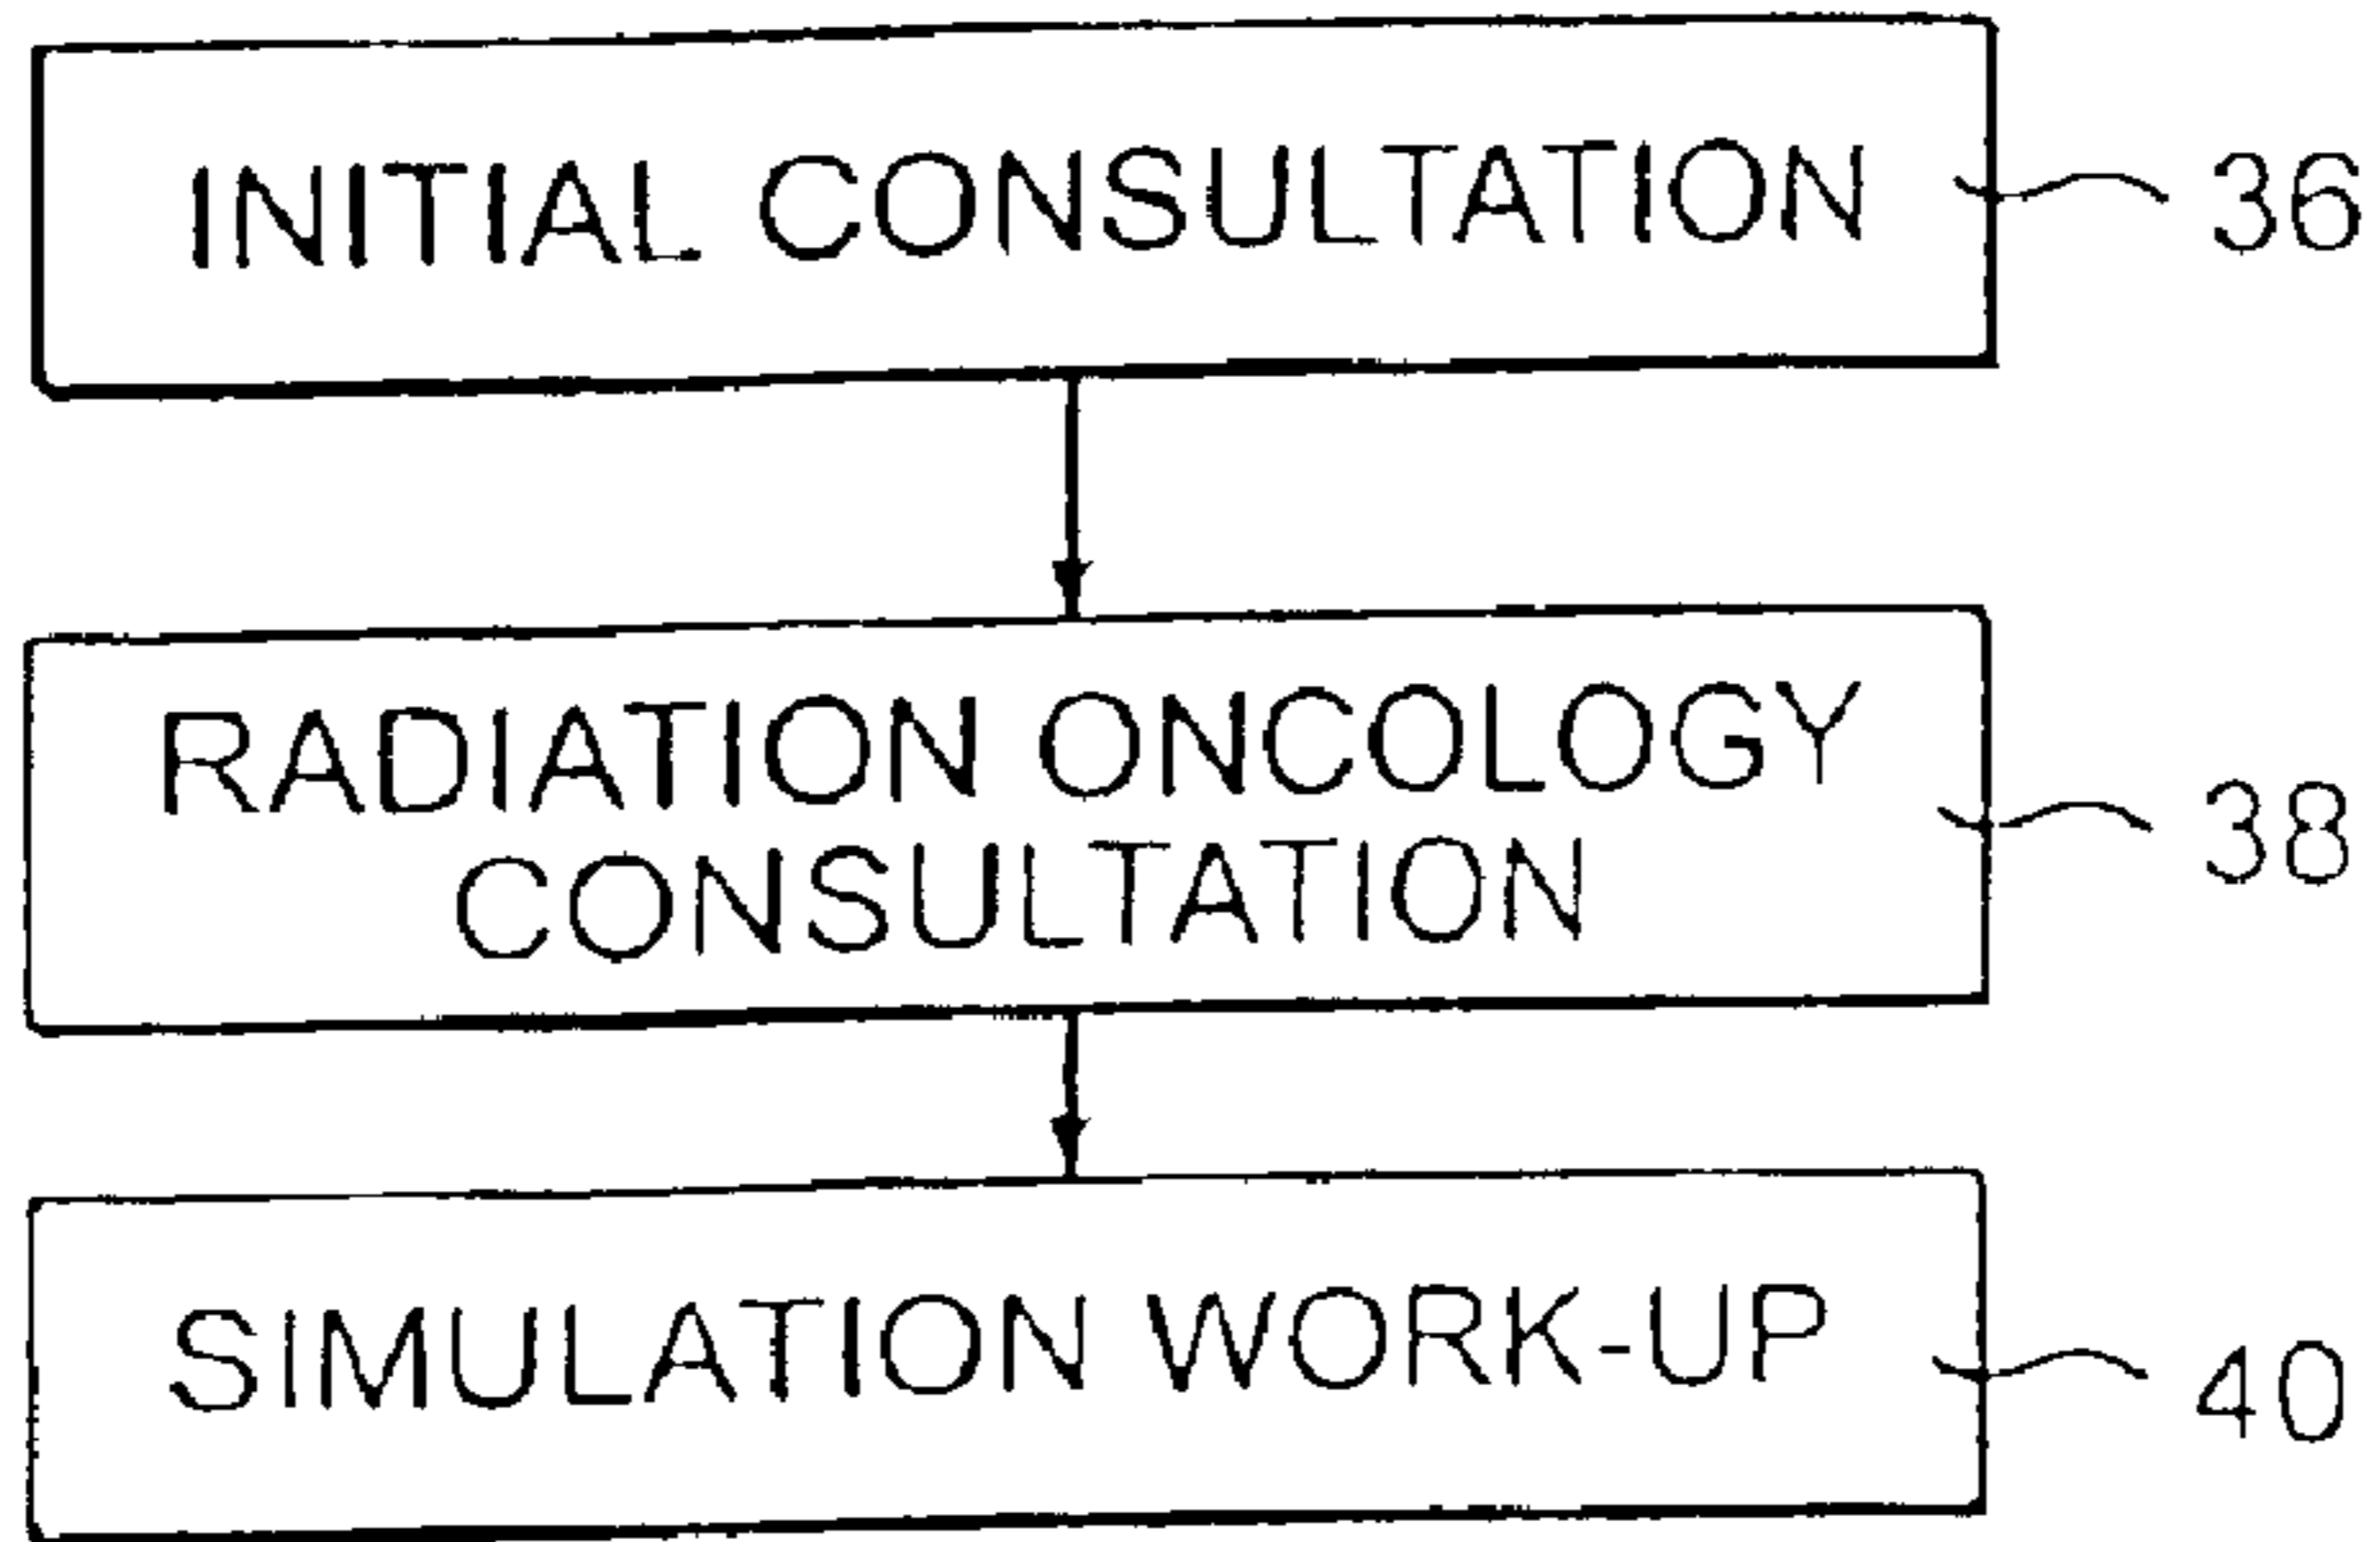 INITIAL CONSULTATION
36
RADIATION ONCOLOGY
CONSULTATION
38
SIMULATION WORK-UP
40